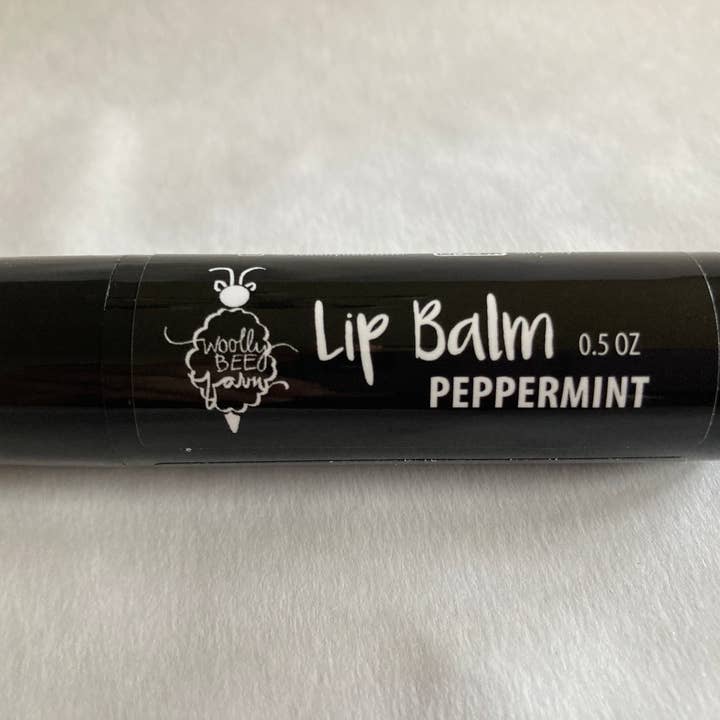 Woolly
BEE
farm
Lip Balm 0.5 OZ
PEPPERMINT